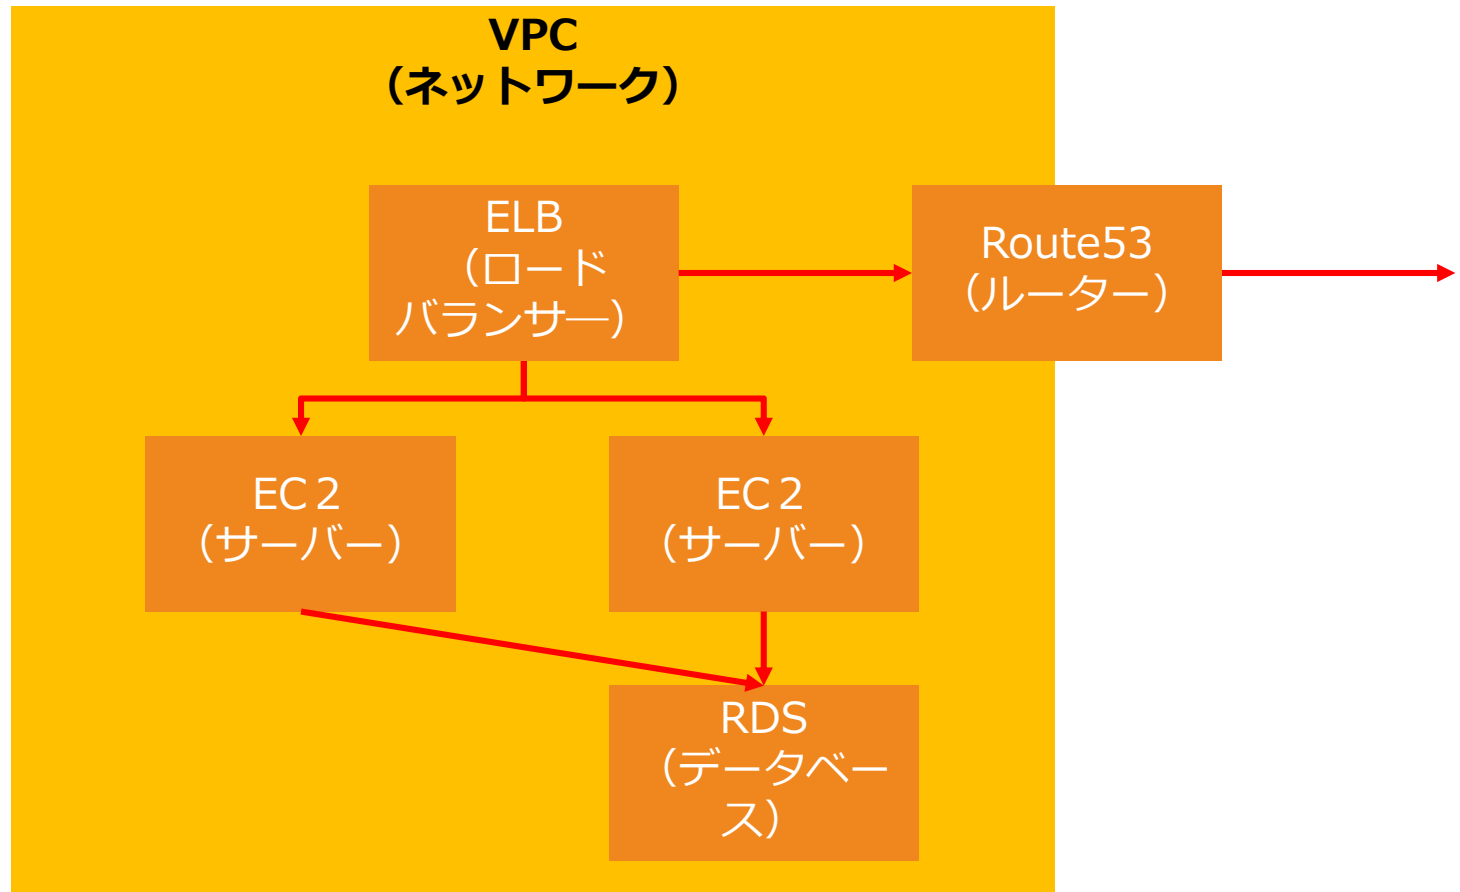 VPC
（ネットワーク）
ELB
（ロード
バランサ―）
Route53
（ルーター）
EC２
（サーバー）
EC２
（サーバー）
RDS
（データベー
ス）